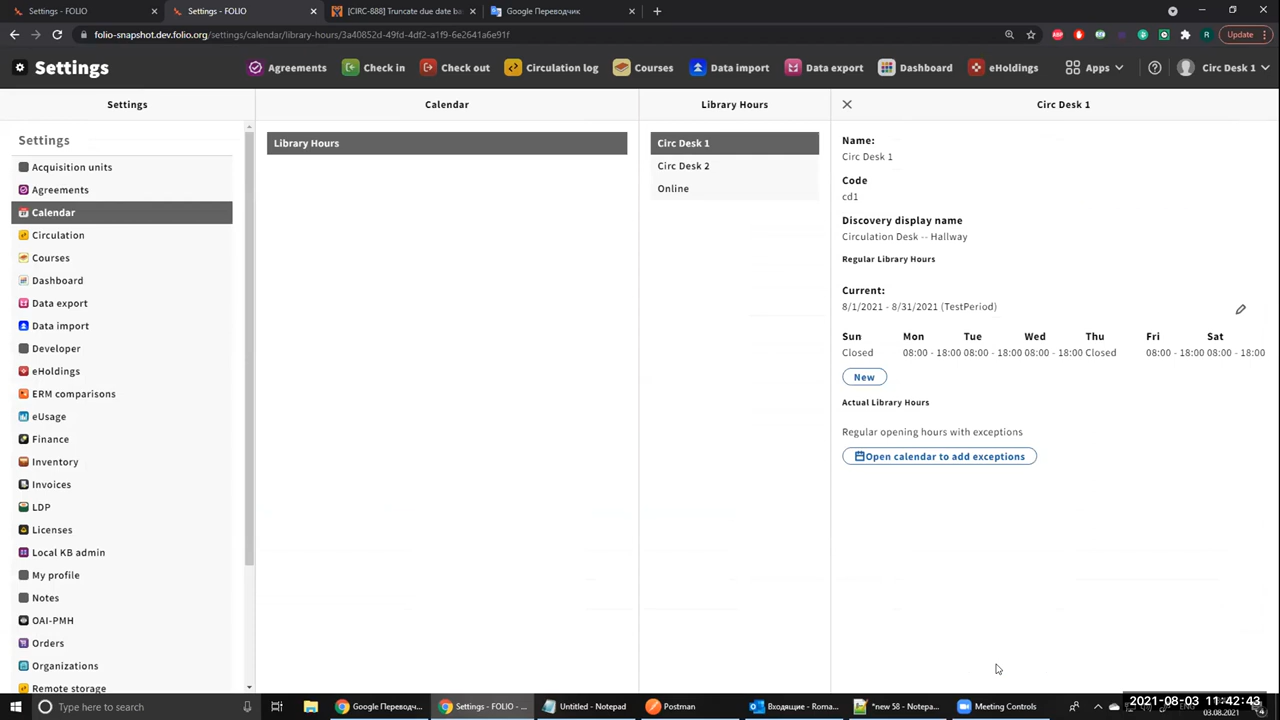 Settings - FOLIO
Settings - FOLIO
[CIRC-888] Truncate due date ba
Google Переводчик
folio-snapshot.dev.folio.org/settings/calendar/library-hours/3a40852d-49fd-4df2-a1f9-6e2641a6e91f
ABP
R
Update
Settings
Agreements
Check in
Check out
Circulation log
Courses
Data import
Data export
Dashboard
eHoldings
Apps
Circ Desk 1
Settings
Calendar
Library Hours
Circ Desk 1
Settings
Acquisition units
Agreements
Calendar
Circulation
Courses
Dashboard
Data export
Data import
Developer
eHoldings
ERM comparisons
eUsage
Finance
Inventory
Invoices
LDP
Licenses
Local KB admin
My profile
Notes
OAI-PMH
Orders
Organizations
Remote storage
Library Hours
Circ Desk 1
Circ Desk 2
Online
Name:
Circ Desk 1
Code
cd1
Discovery display name
Circulation Desk -- Hallway
Regular Library Hours
Current:
8/1/2021 - 8/31/2021 (TestPeriod)
Sun Mon Tue Wed Thu Fri Sat
Closed 08:00 - 18:00 08:00 - 18:00 08:00 - 18:00 Closed 08:00 - 18:00 08:00 - 18:00
New
Actual Library Hours
Regular opening hours with exceptions
Open calendar to add exceptions
Type here to search
Google Переводч...
Settings - FOLIO - ...
Untitled - Notepad
Postman
Входящие - Roma...
*new 58 - Notepa...
Meeting Controls
2021-08-03 11:42:43
03.08.2021